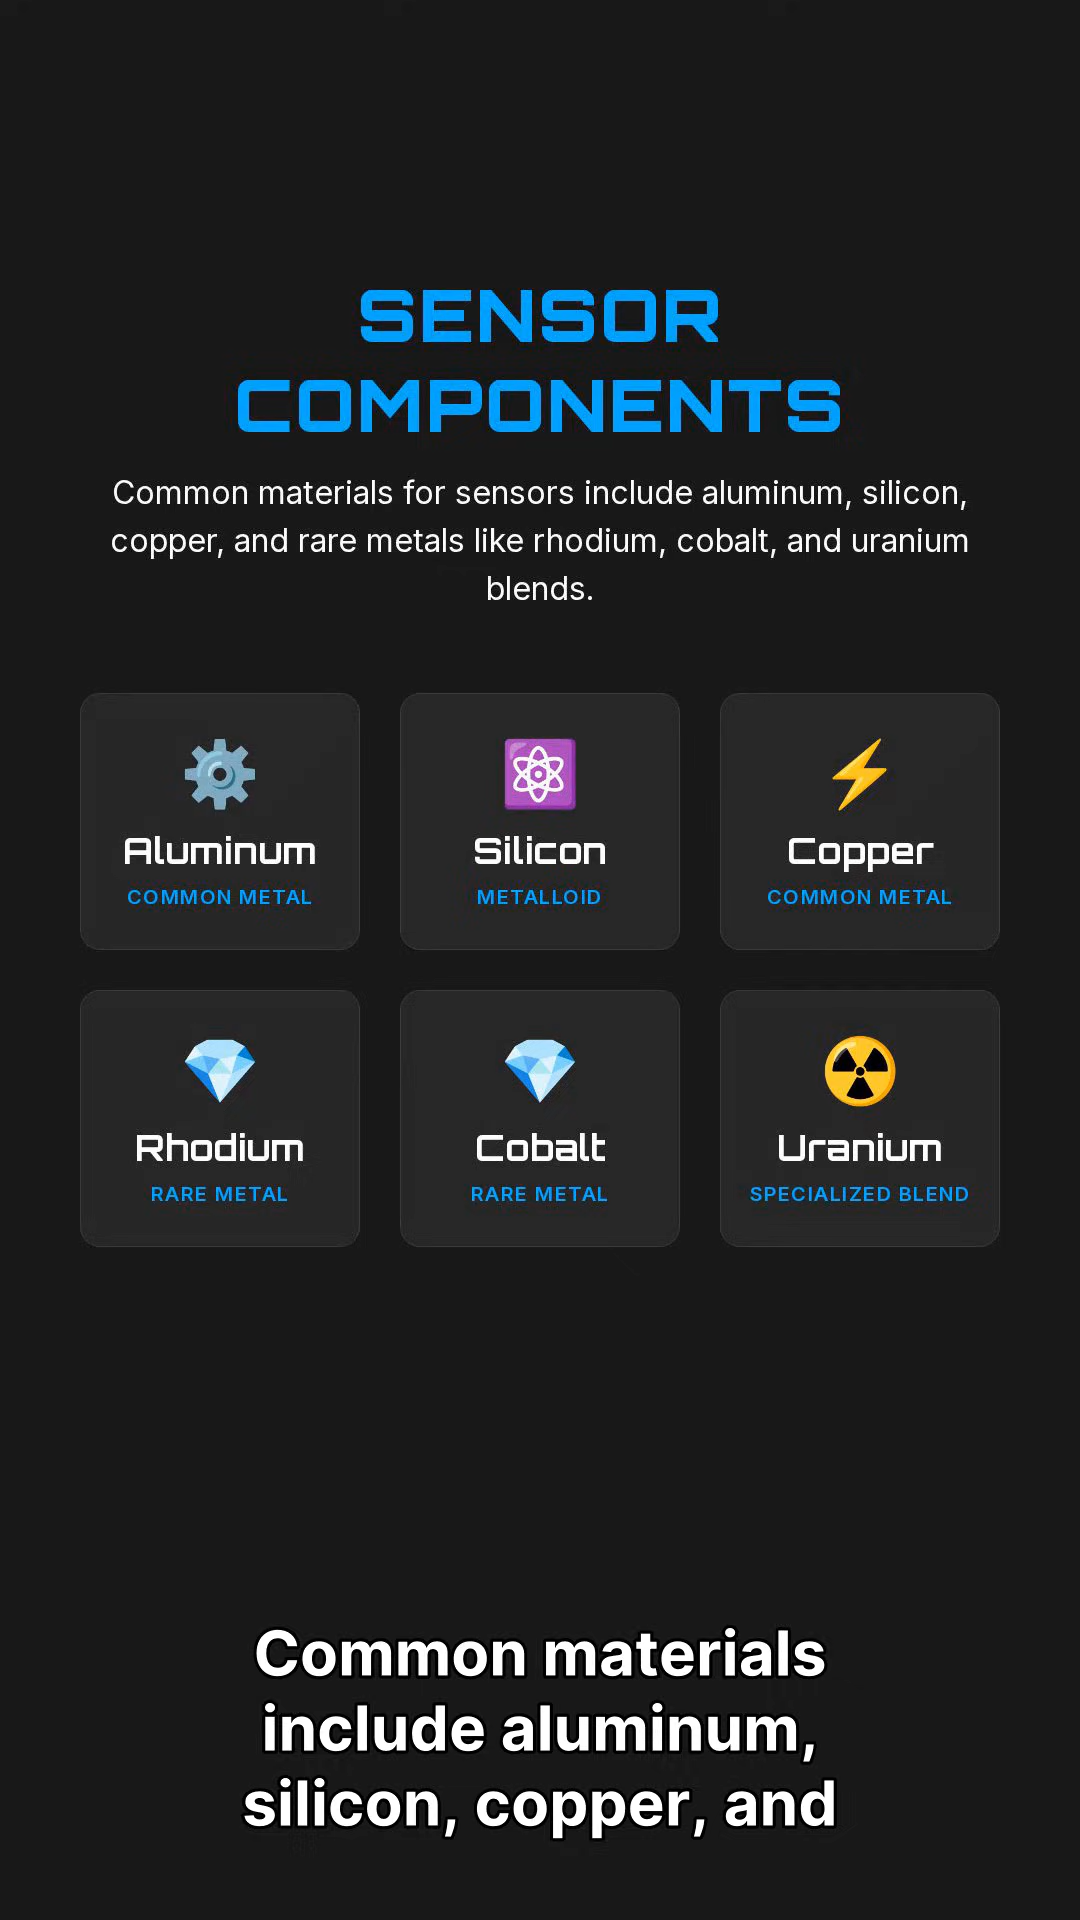 SENSOR
COMPONENTS
Common materials for sensors include aluminum, silicon,
copper, and rare metals like rhodium, cobalt, and uranium
blends.
Aluminum
COMMON METAL
Silicon
METALLOID
Copper
COMMON METAL
Rhodium
RARE METAL
Cobalt
RARE METAL
Uranium
SPECIALIZED BLEND
Common materials
include aluminum,
silicon, copper, and